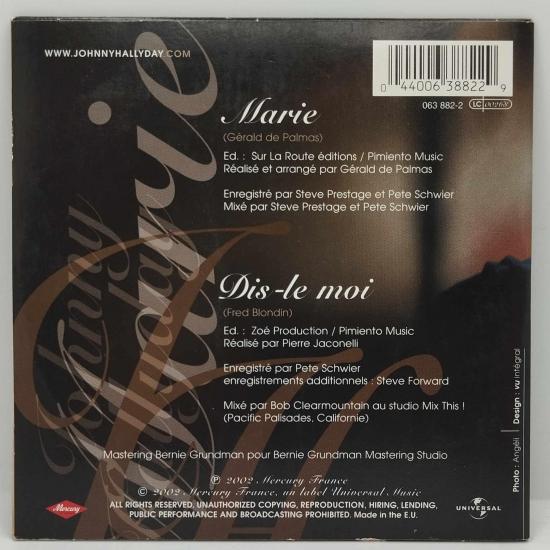 WWW.JOHNNYHALLYDAY.COM
0 44006 38822 9
063 882-2 LC 00268
Marie
(Gérald de Palmas)
Ed. : Sur La Route éditions / Pimiento Music
Réalisé et arrangé par Gérald de Palmas
Enregistré par Steve Prestage et Pete Schwier
Mixé par Steve Prestage et Pete Schwier
Dis-le moi
(Fred Blondin)
Ed. : Zoé Production / Pimiento Music
Réalisé par Pierre Jaconelli
Enregistré par Pete Schwier
enregistrements additionnels : Steve Forward
Mixé par Bob Clearmountain au studio Mix This !
(Pacific Palisades, Californie)
Mastering Bernie Grundman pour Bernie Grundman Mastering Studio
℗ 2002 Mercury France
© 2002 Mercury France, un label Universal Music
ALL RIGHTS RESERVED, UNAUTHORIZED COPYING, REPRODUCTION, HIRING, LENDING,
PUBLIC PERFORMANCE AND BROADCASTING PROHIBITED. Made in the E.U.
Mercury
UNIVERSAL
Photo : Angéli | Design : vu intégral
Johnny
Hallyday
Marie